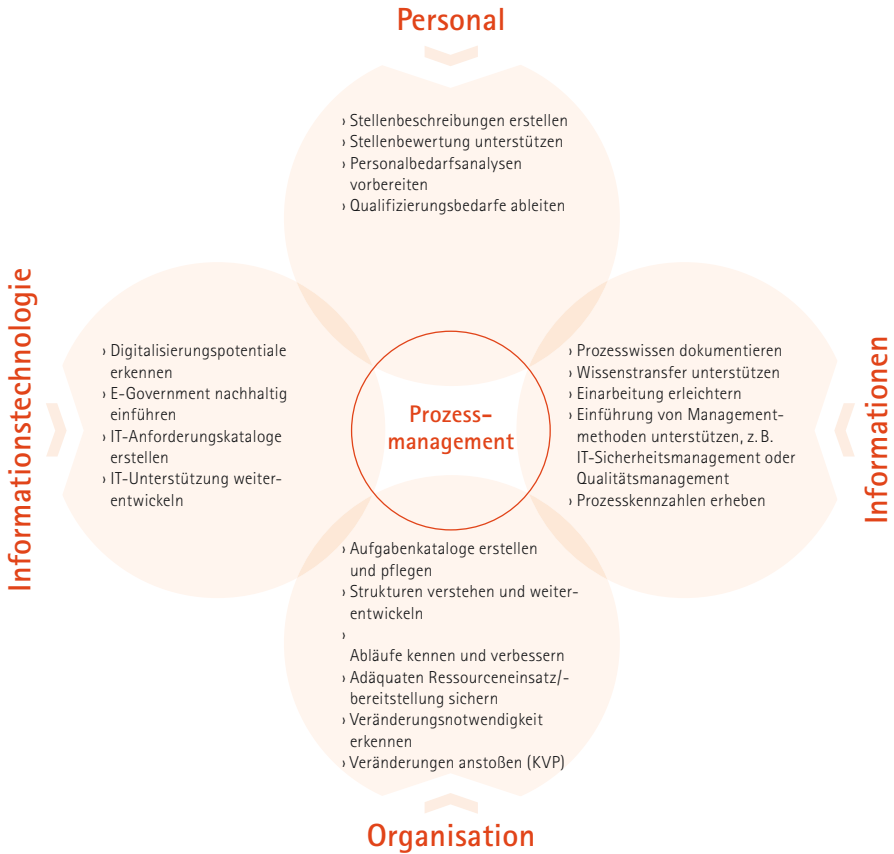 Personal
› Stellenbeschreibungen erstellen
› Stellenbewertung unterstützen
› Personalbedarfsanalysen
vorbereiten
› Qualifizierungsbedarfe ableiten
Informationstechnologie
› Digitalisierungspotentiale
erkennen
› E-Government nachhaltig
einführen
› IT-Anforderungskataloge
erstellen
› IT-Unterstützung weiter-
entwickeln
Prozess-
management
› Prozesswissen dokumentieren
› Wissenstransfer unterstützen
› Einarbeitung erleichtern
› Einführung von Management-
methoden unterstützen, z. B.
IT-Sicherheitsmanagement oder
Qualitätsmanagement
› Prozesskennzahlen erheben
Informationen
› Aufgabenkataloge erstellen
und pflegen
› Strukturen verstehen und weiter-
entwickeln
›
Abläufe kennen und verbessern
› Adäquaten Ressourceneinsatz/-
bereitstellung sichern
› Veränderungsnotwendigkeit
erkennen
› Veränderungen anstoßen (KVP)
Organisation